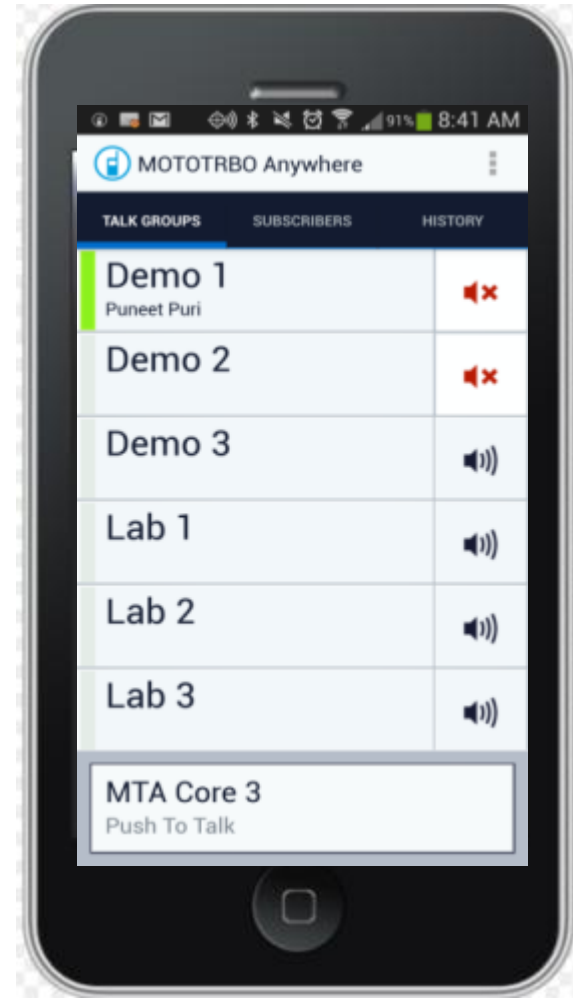 91% 8:41 AM
MOTOTRBO Anywhere
TALK GROUPS SUBSCRIBERS HISTORY
Demo 1
Puneet Puri
Demo 2
Demo 3
Lab 1
Lab 2
Lab 3
MTA Core 3
Push To Talk